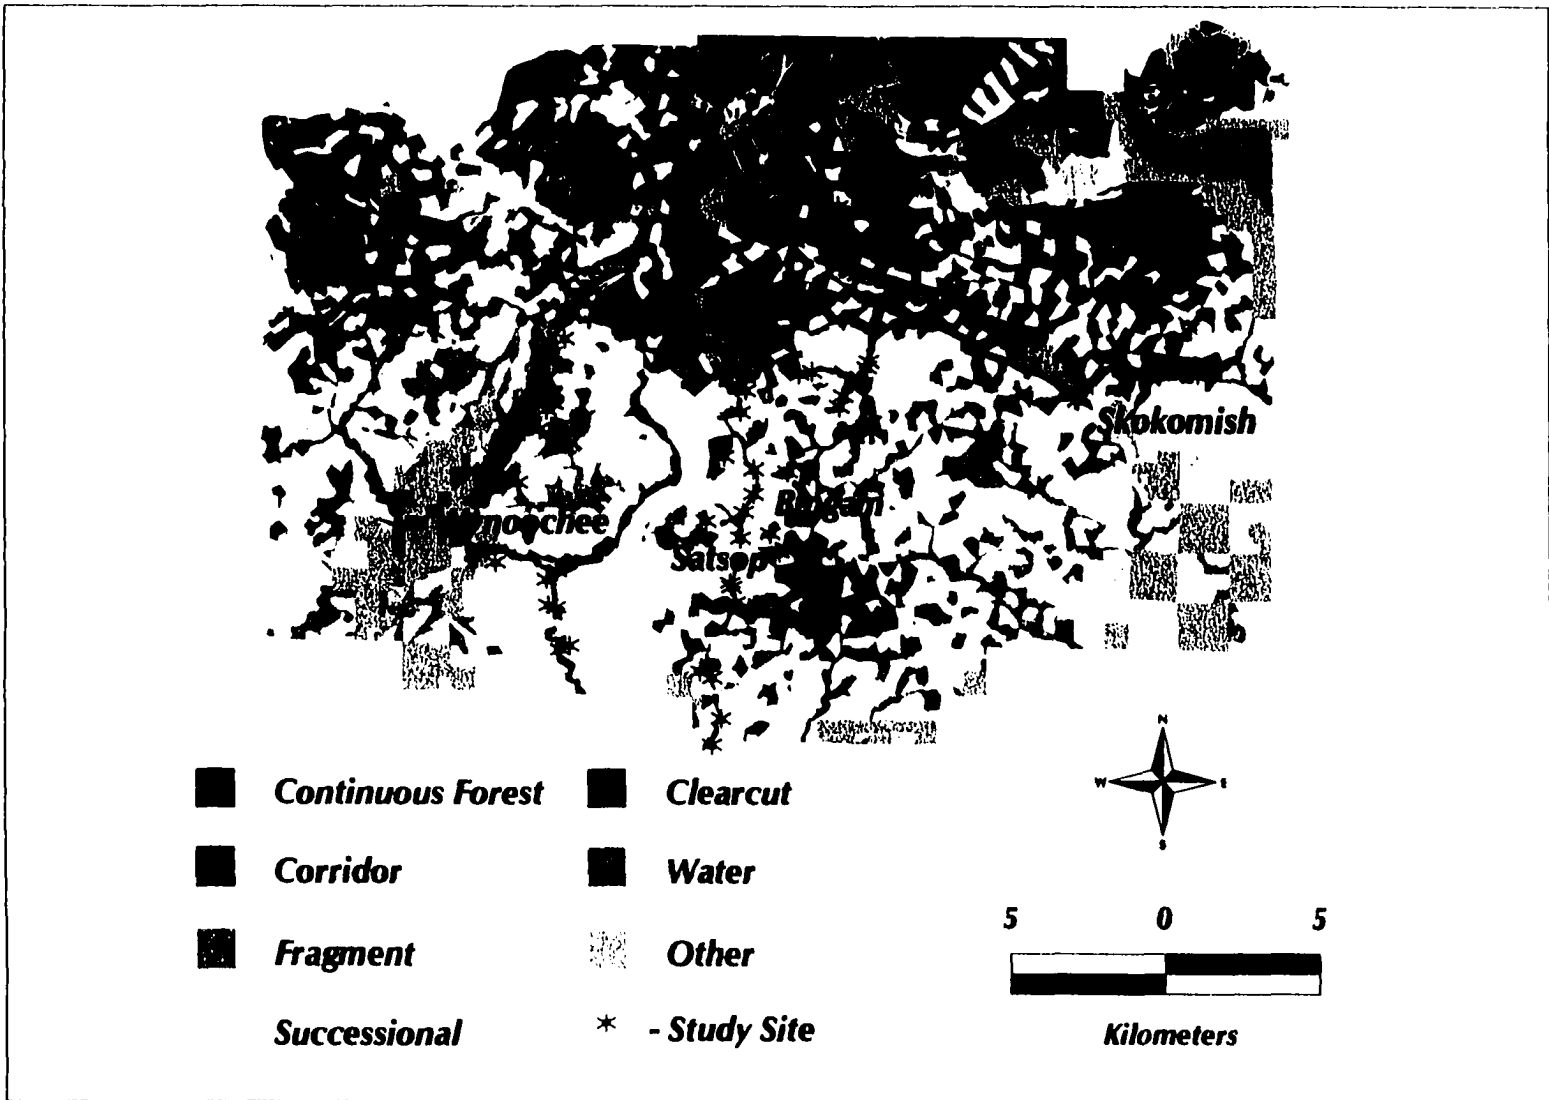 Skokomish
Satsop
N
W
E
S
Continuous Forest
Clearcut
Corridor
Water
Fragment
Other
Successional
- Study Site
5 0 5
Kilometers